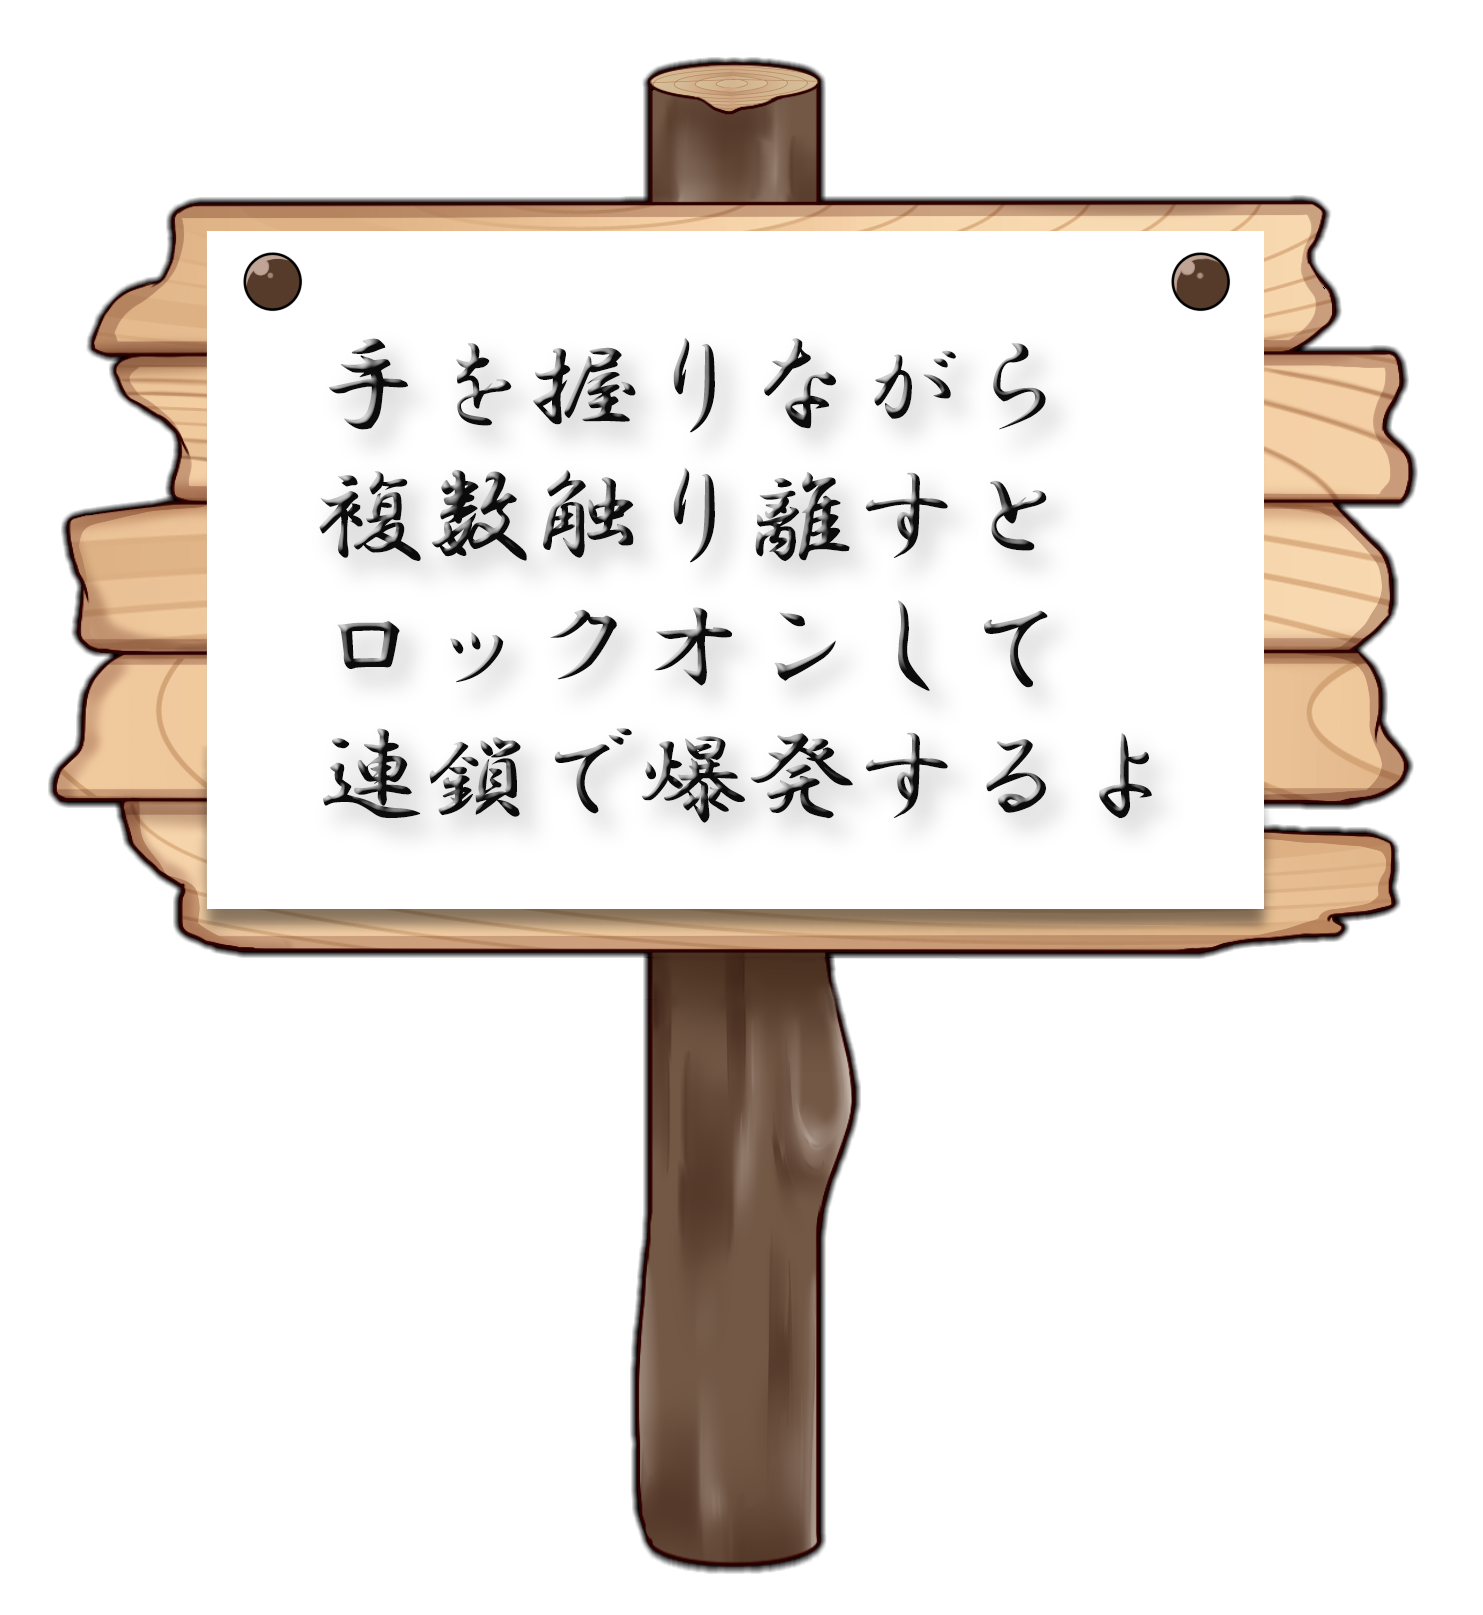 手を握りながら
複数触り離すと
ロックオンして
連鎖で爆発するよ